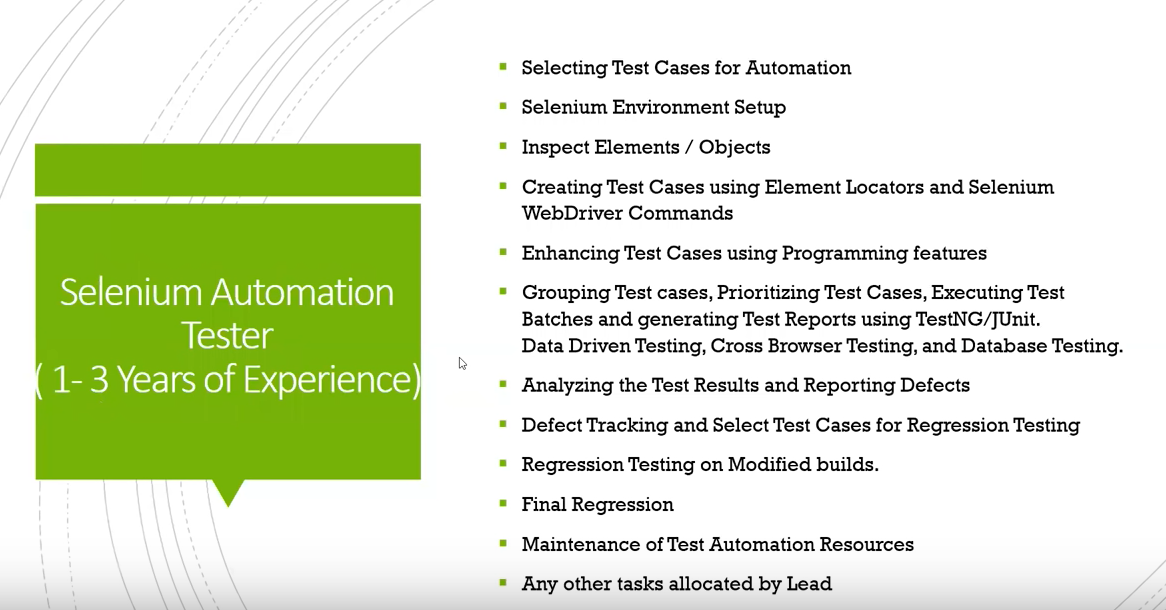 Selenium Automation
Tester
( 1- 3 Years of Experience)
Selecting Test Cases for Automation
Selenium Environment Setup
Inspect Elements / Objects
Creating Test Cases using Element Locators and Selenium
WebDriver Commands
Enhancing Test Cases using Programming features
Grouping Test cases, Prioritizing Test Cases, Executing Test
Batches and generating Test Reports using TestNG/JUnit.
Data Driven Testing, Cross Browser Testing, and Database Testing.
Analyzing the Test Results and Reporting Defects
Defect Tracking and Select Test Cases for Regression Testing
Regression Testing on Modified builds.
Final Regression
Maintenance of Test Automation Resources
Any other tasks allocated by Lead